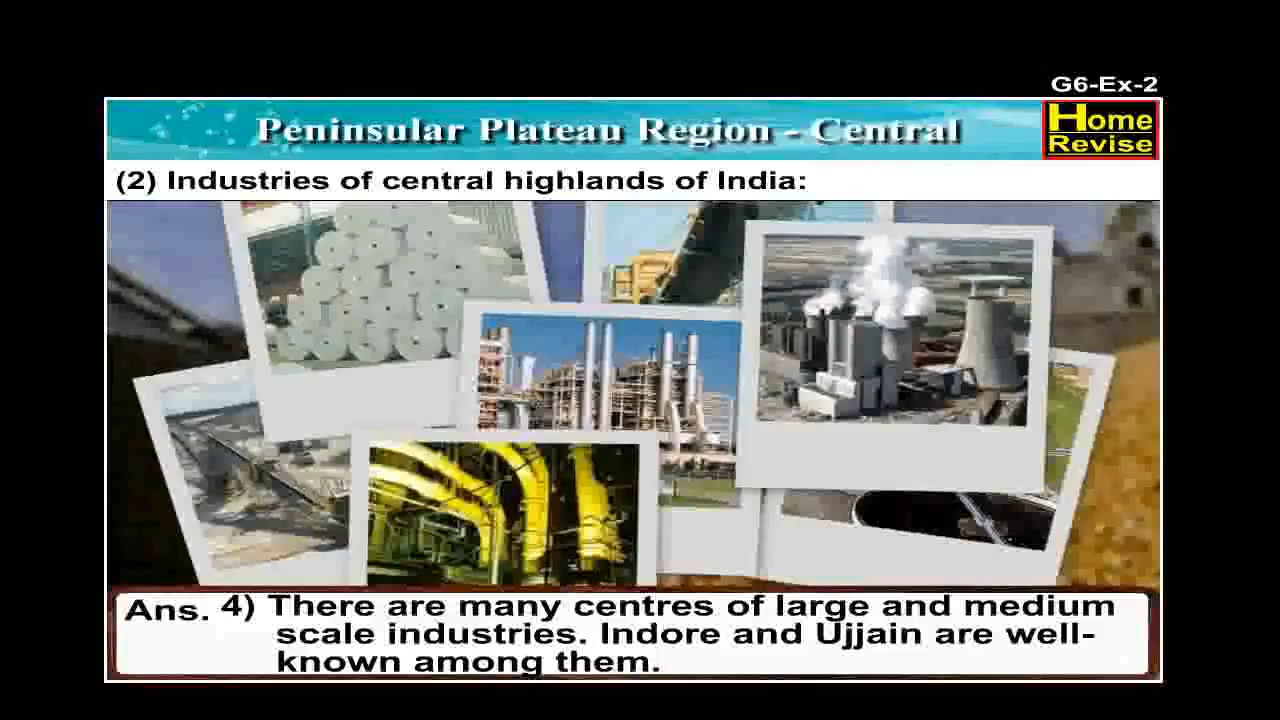 G6-Ex-2
Peninsular Plateau Region - Central
Home
Revise
(2) Industries of central highlands of India:
Ans. 4) There are many centres of large and medium
scale industries. Indore and Ujjain are well-
known among them.